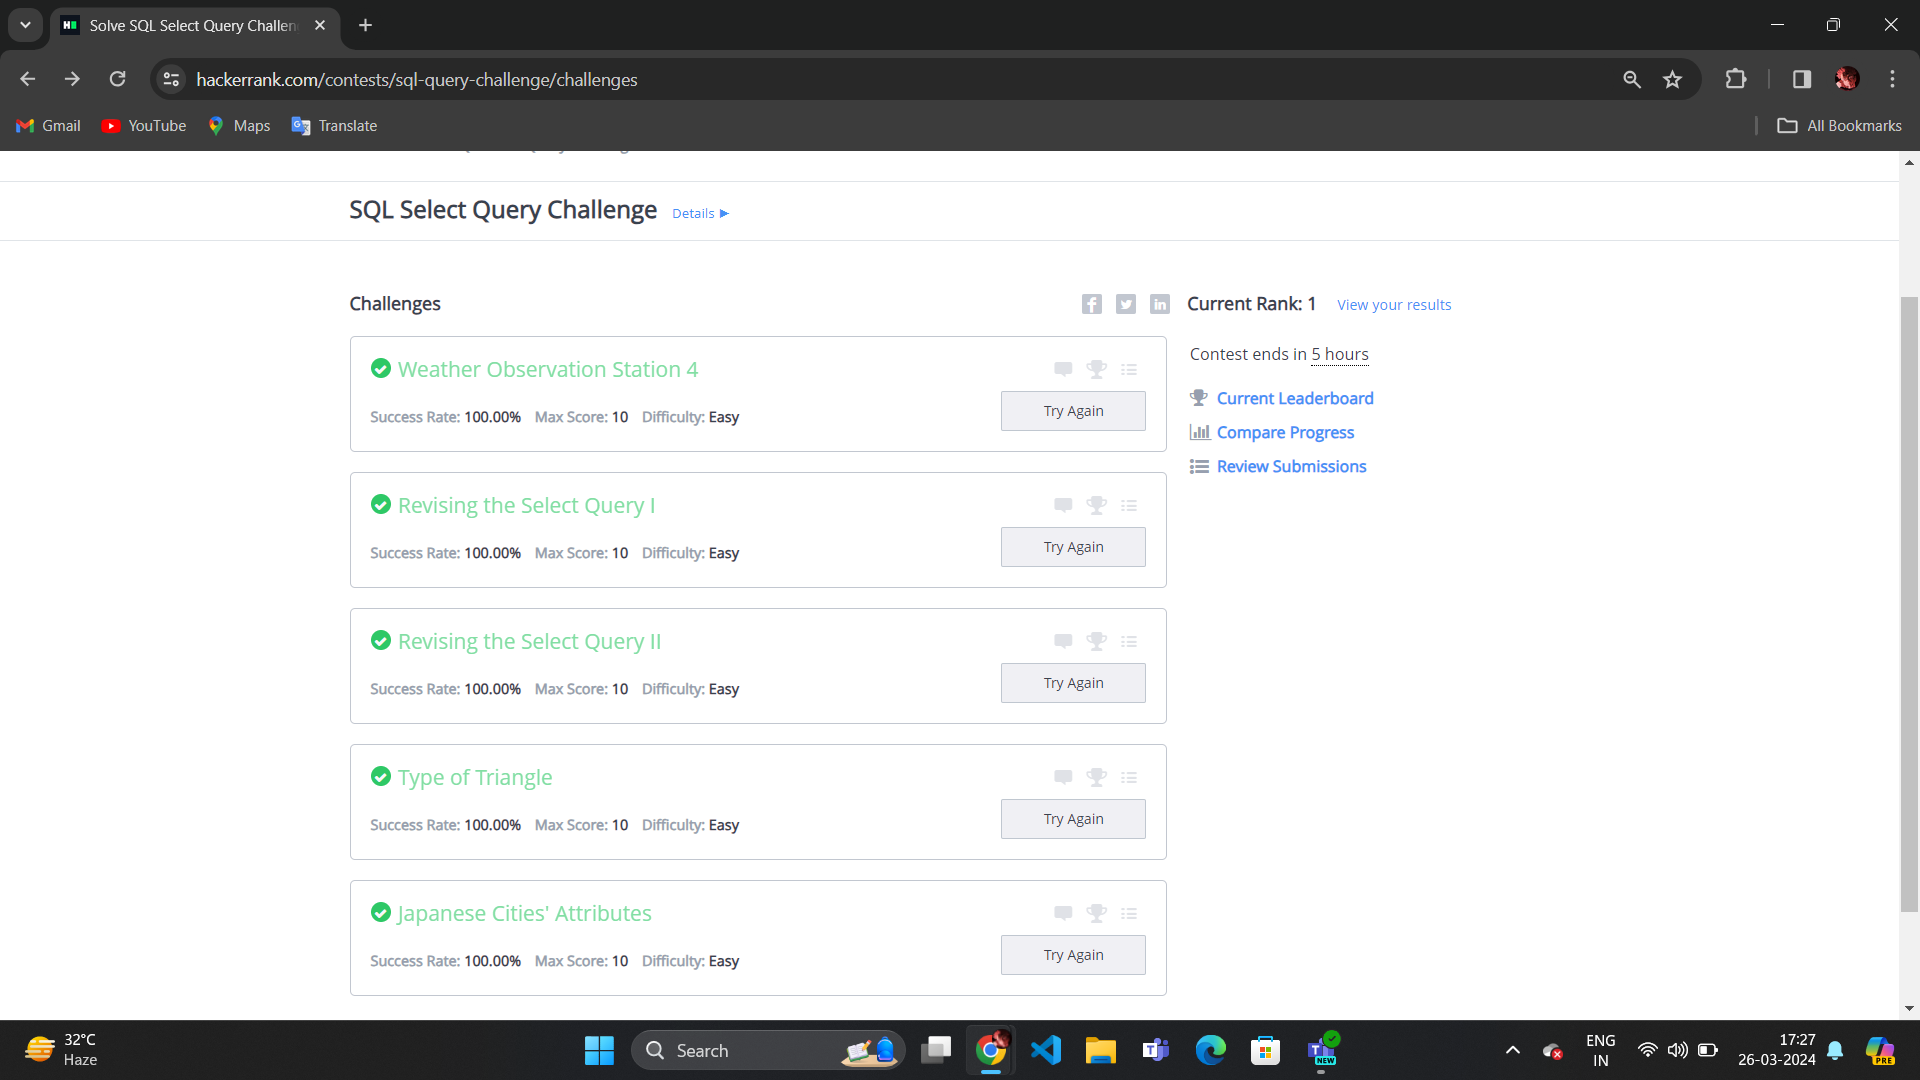 Solve SQL Select Query Challen
hackerrank.com/contests/sql-query-challenge/challenges
Gmail
YouTube
Maps
Translate
All Bookmarks
SQL Select Query Challenge
Details ▶
Challenges
Current Rank: 1
View your results
Weather Observation Station 4
Success Rate: 100.00% Max Score: 10 Difficulty: Easy
Try Again
Contest ends in 5 hours
Current Leaderboard
Compare Progress
Review Submissions
Revising the Select Query I
Success Rate: 100.00% Max Score: 10 Difficulty: Easy
Try Again
Revising the Select Query II
Success Rate: 100.00% Max Score: 10 Difficulty: Easy
Try Again
Type of Triangle
Success Rate: 100.00% Max Score: 10 Difficulty: Easy
Try Again
Japanese Cities' Attributes
Success Rate: 100.00% Max Score: 10 Difficulty: Easy
Try Again
32°C
Haze
Search
NEW
ENG
IN
17:27
26-03-2024
PRE